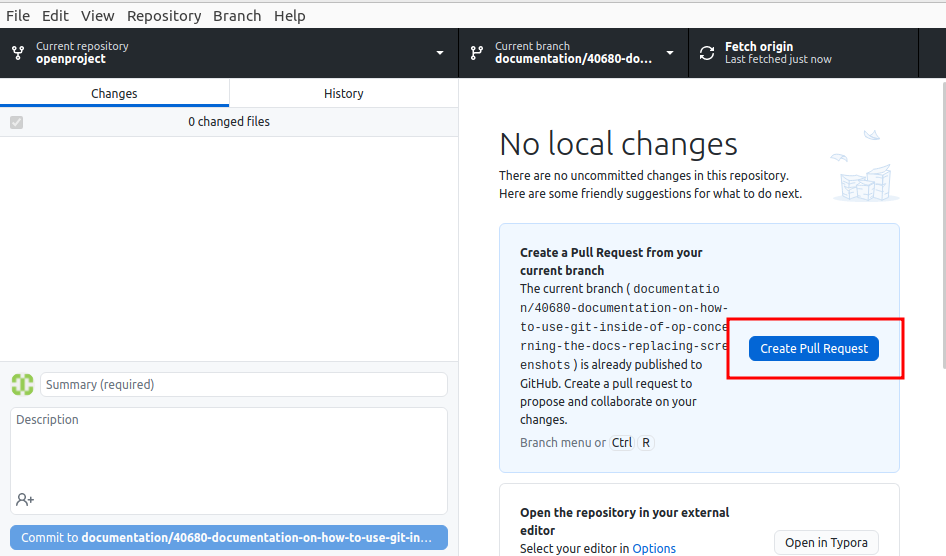 File Edit View Repository Branch Help
Current repository
openproject
Current branch
documentation/40680-do...
Fetch origin
Last fetched just now
Changes
History
0 changed files
No local changes
There are no uncommitted changes in this repository.
Here are some friendly suggestions for what to do next.
Create a Pull Request from your
current branch
The current branch ( documentatio
n/40680-documentation-on-how-
to-use-git-inside-of-op-conce
rning-the-docs-replacing-scre
enshots ) is already published to
GitHub. Create a pull request to
propose and collaborate on your
changes.
Branch menu or Ctrl R
Create Pull Request
Summary (required)
Description
Commit to documentation/40680-documentation-on-how-to-use-git-in...
Open the repository in your external
editor
Select your editor in Options
Open in Typora